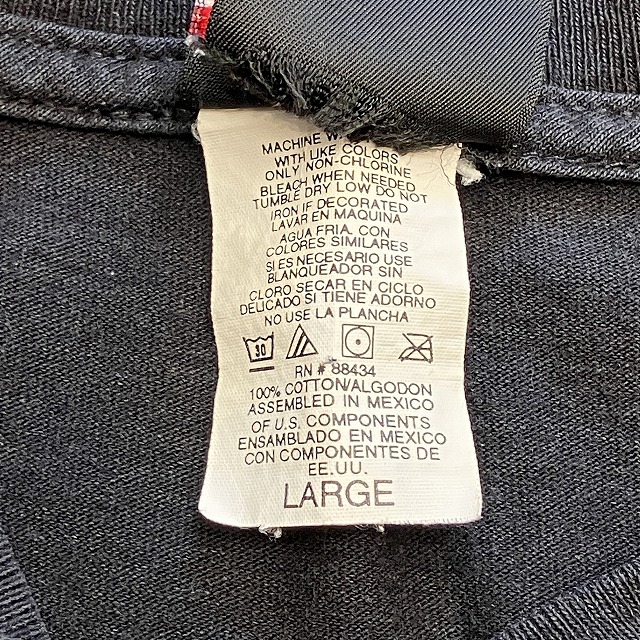 MACHINE
WITH LIKE COLORS
ONLY NON-CHLORINE
BLEACH WHEN NEEDED
TUMBLE DRY LOW DO NOT
IRON IF DECORATED
LAVAR EN MAQUINA
AGUA FRIA. CON
COLORES SIMILARES
SI ES NECESARIO USE
BLANQUEADOR SIN
CLORO SECAR EN CICLO
DELICADO SI TIENE ADORNO
NO USE LA PLANCHA
30
RN # 88434
100% COTTON/ALGODON
ASSEMBLED IN MEXICO
OF U.S. COMPONENTS
ENSAMBLADO EN MEXICO
CON COMPONENTES DE
EE.UU.
LARGE